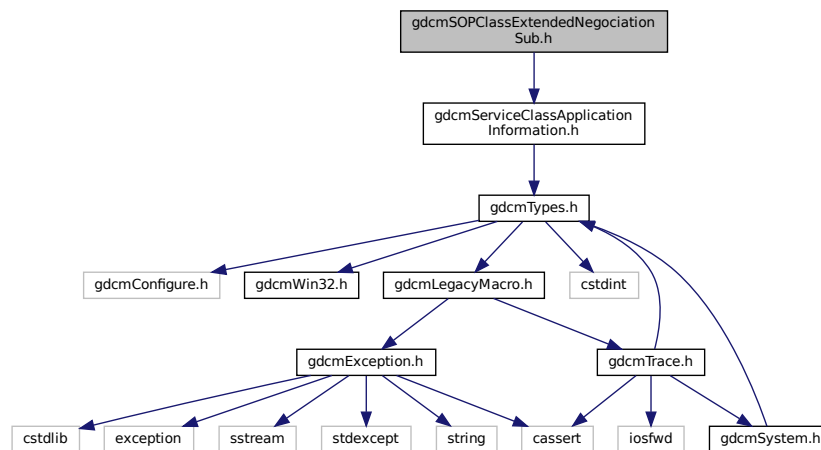 gdcmSOPClassExtendedNegociation
Sub.h
gdcmServiceClassApplication
Information.h
gdcmTypes.h
gdcmConfigure.h
gdcmWin32.h
gdcmLegacyMacro.h
cstdint
gdcmException.h
gdcmTrace.h
cstdlib
exception
sstream
stdexcept
string
cassert
iosfwd
gdcmSystem.h